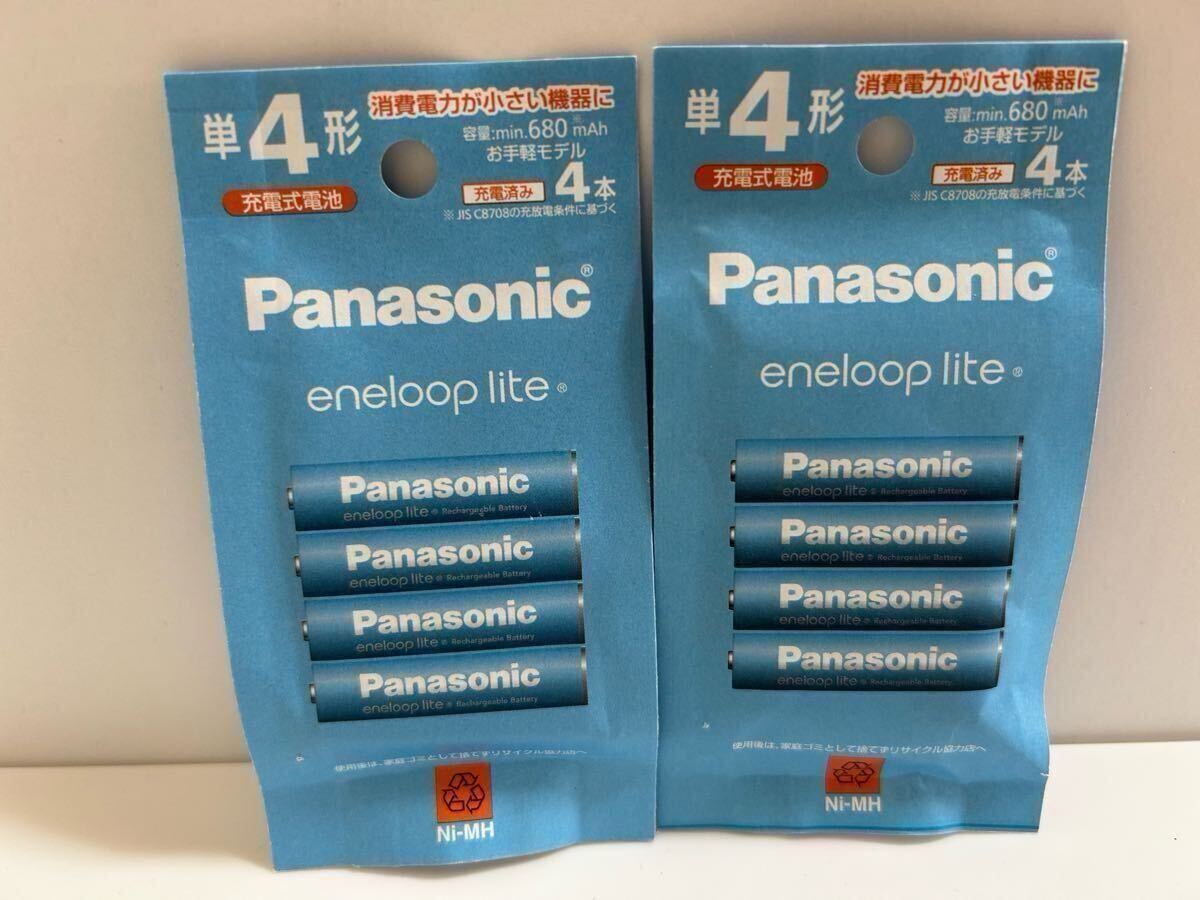 単4形
消費電力が小さい機器に
容量:min.680※mAh
お手軽モデル
充電式電池
充電済み 4本
※ JIS C8708の充放電条件に基づく
Panasonic®
eneloop lite®
Panasonic
eneloop lite® Rechargeable Battery
Panasonic
eneloop lite® Rechargeable Battery
Panasonic
eneloop lite® Rechargeable Battery
Panasonic
eneloop lite® Rechargeable Battery
使用後は、家庭ゴミとして捨てずリサイクル協力店へ
Ni-MH
単4形
消費電力が小さい機器に
容量:min.680※mAh
お手軽モデル
充電式電池
充電済み 4本
※ JIS C8708の充放電条件に基づく
Panasonic®
eneloop lite®
Panasonic
eneloop lite® Rechargeable Battery
Panasonic
eneloop lite® Rechargeable Battery
Panasonic
eneloop lite® Rechargeable Battery
Panasonic
eneloop lite® Rechargeable Battery
使用後は、家庭ゴミとして捨てずリサイクル協力店へ
Ni-MH